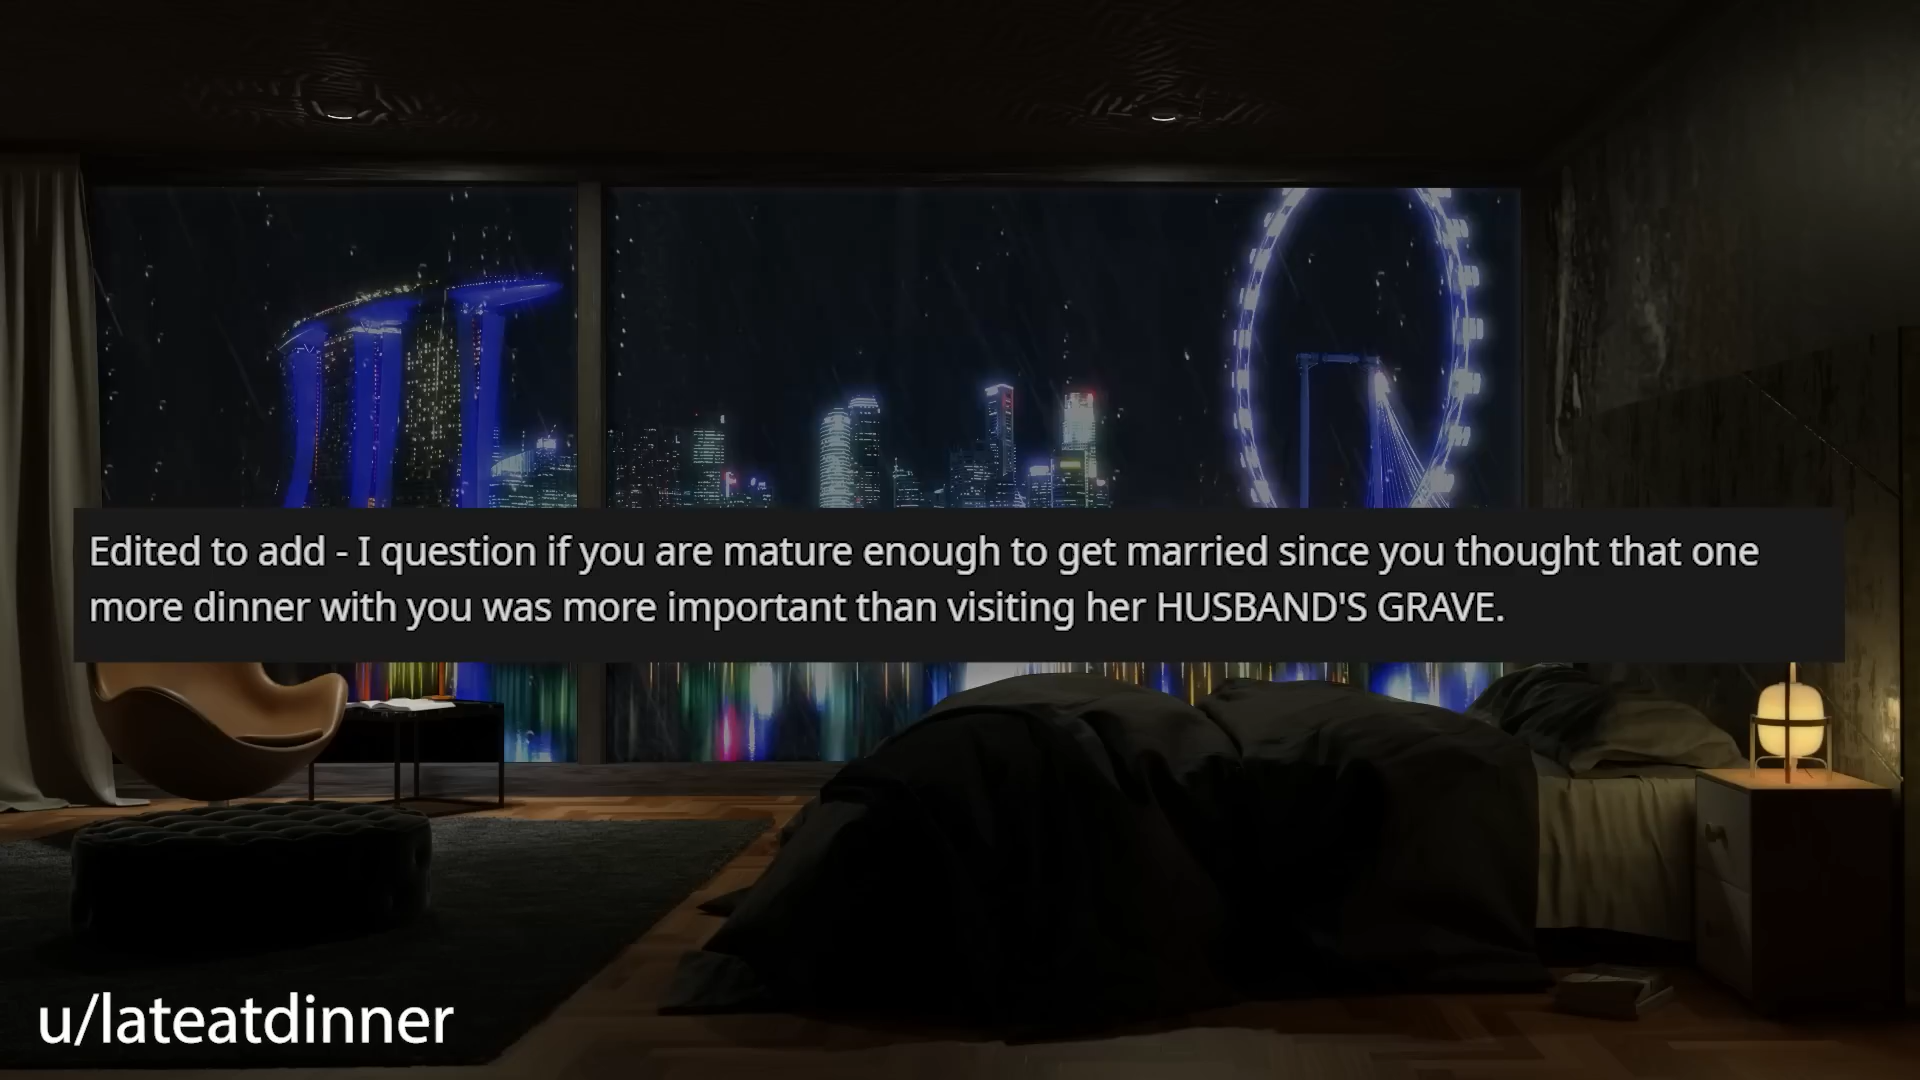 Edited to add - I question if you are mature enough to get married since you thought that one
more dinner with you was more important than visiting her HUSBAND'S GRAVE.
u/lateatdinner